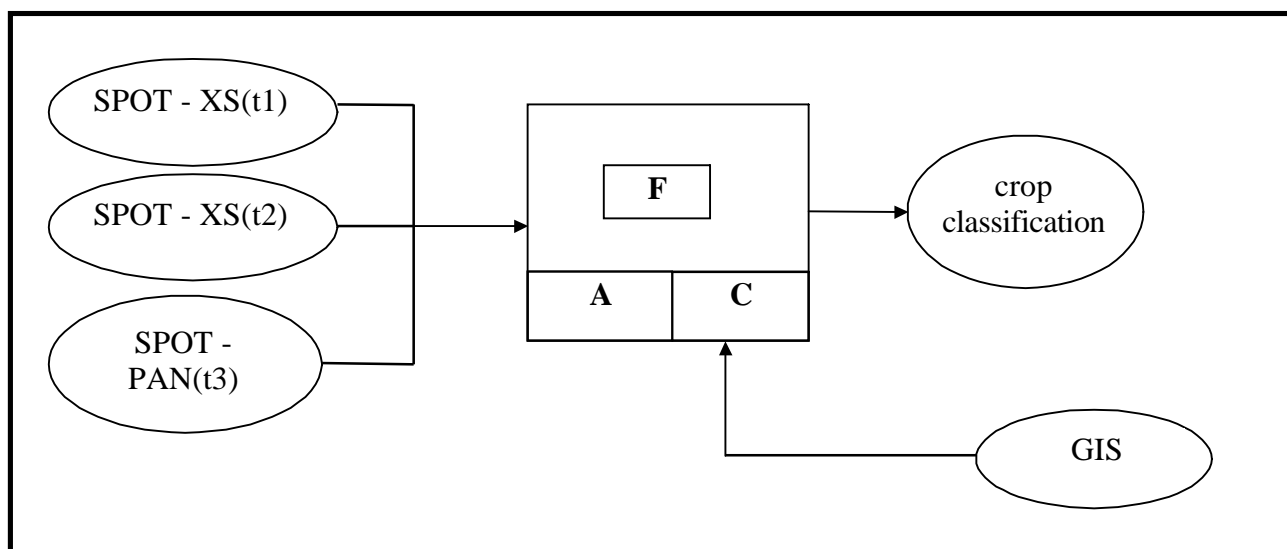 SPOT - XS(t1)
SPOT - XS(t2)
SPOT -
PAN(t3)
F
A
C
crop
classification
GIS